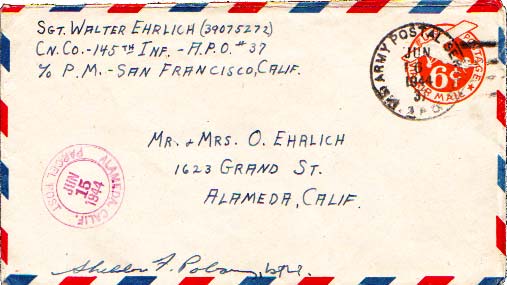 SGT. WALTER EHRLICH (39075272)
CN. CO. - 145TH INF. - A.P.O. # 37
℅ P.M. - SAN FRANCISCO, CALIF.
U.S. ARMY POSTAL SER
JUN
1944
A.P.O.
POSTAGE
6¢
AIR MAIL
MR. + MRS. O. EHRLICH
1623 GRAND ST.
ALAMEDA, CALIF.
ALAMEDA, CALIF.
JUN
15
1944
PARCEL POST